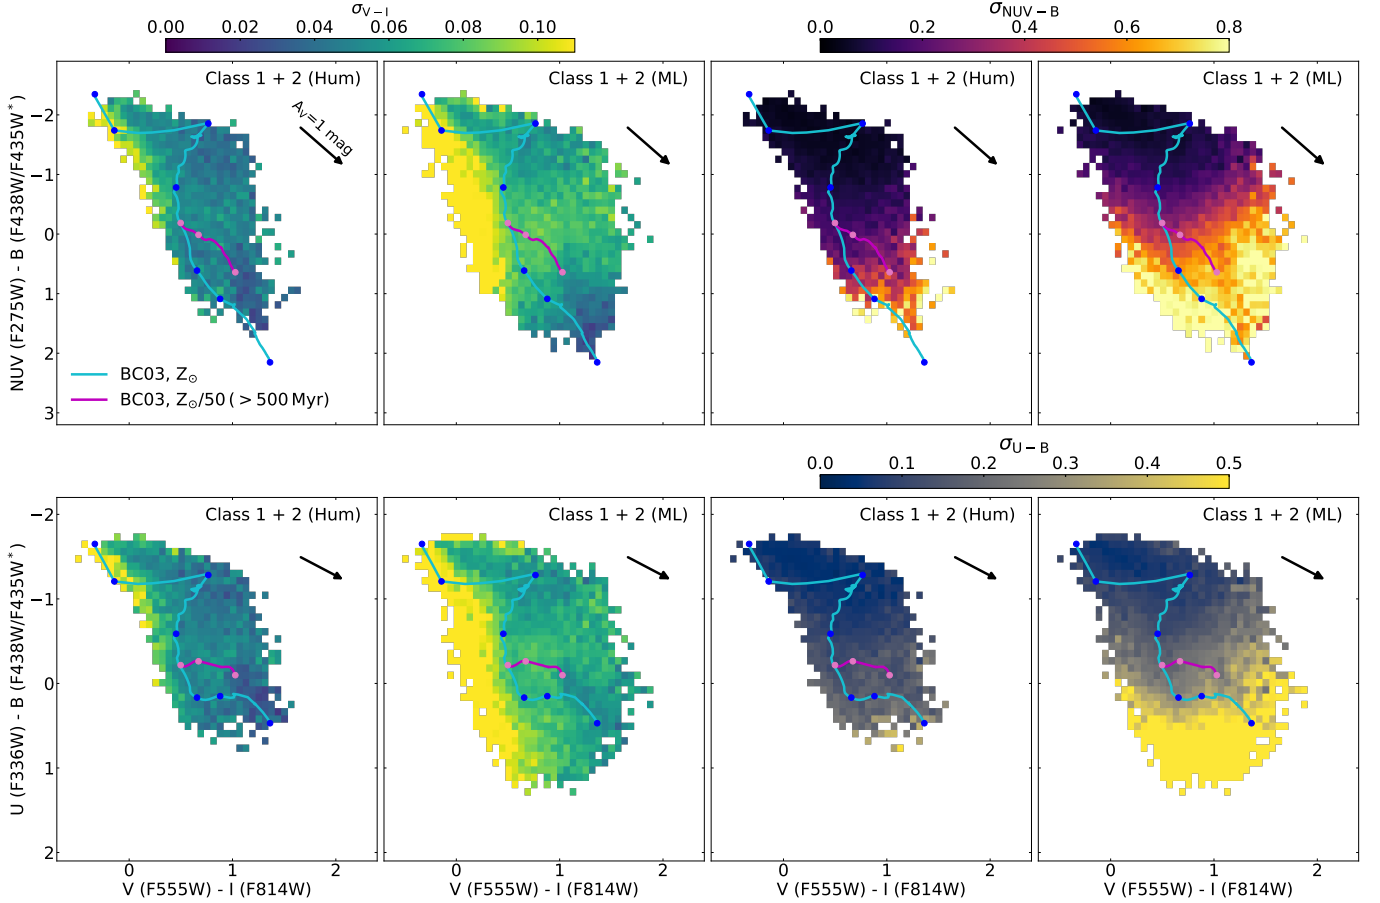 σV−I
0.00 0.02 0.04 0.06 0.08 0.10
σNUV−B
0.0 0.2 0.4 0.6 0.8
Class 1 + 2 (Hum)
Class 1 + 2 (ML)
Class 1 + 2 (Hum)
Class 1 + 2 (ML)
AV=1 mag
NUV (F275W) - B (F438W/F435W*)
−2
−1
0
1
2
3
BC03, Z⊙
BC03, Z⊙/50 (> 500 Myr)
σU−B
0.0 0.1 0.2 0.3 0.4 0.5
Class 1 + 2 (Hum)
Class 1 + 2 (ML)
Class 1 + 2 (Hum)
Class 1 + 2 (ML)
U (F336W) - B (F438W/F435W*)
−2
−1
0
1
2
0 1 2
0 1 2
0 1 2
0 1 2
V (F555W) - I (F814W)
V (F555W) - I (F814W)
V (F555W) - I (F814W)
V (F555W) - I (F814W)